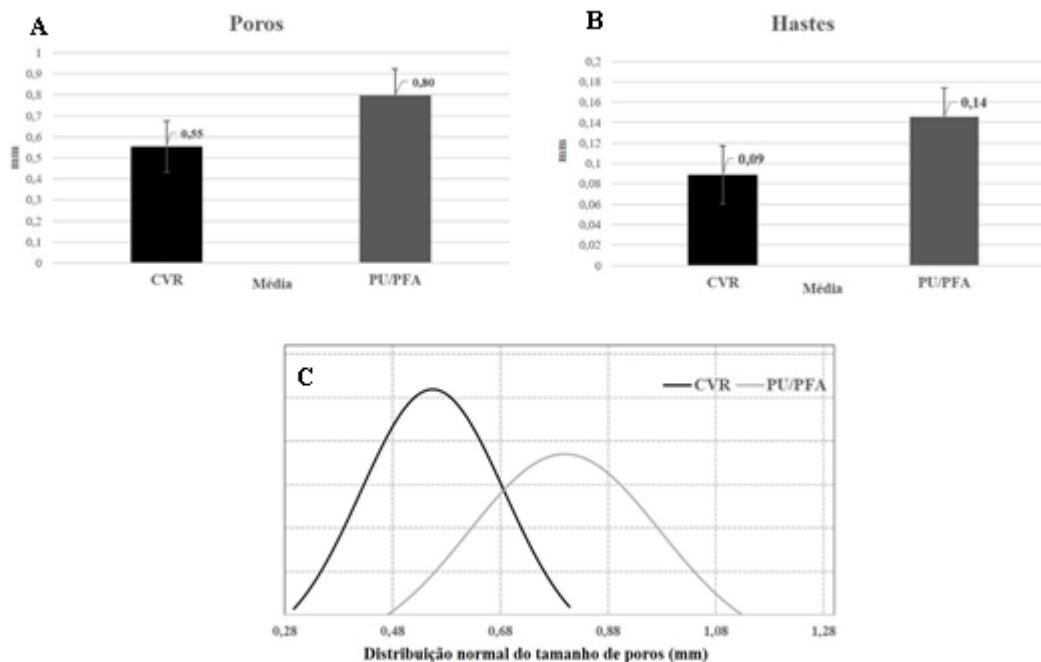 A
Poros
1
0,9
0,8
0,7
0,6
0,5
0,4
0,3
0,2
0,1
0
mm
0,55
0,80
CVR
Média
PU/PFA
B
Hastes
0,2
0,18
0,16
0,14
0,12
0,1
0,08
0,06
0,04
0,02
0
mm
0,09
0,14
CVR
Média
PU/PFA
C
CVR
PU/PFA
0,28
0,48
0,68
0,88
1,08
1,28
Distribuição normal do tamanho de poros (mm)